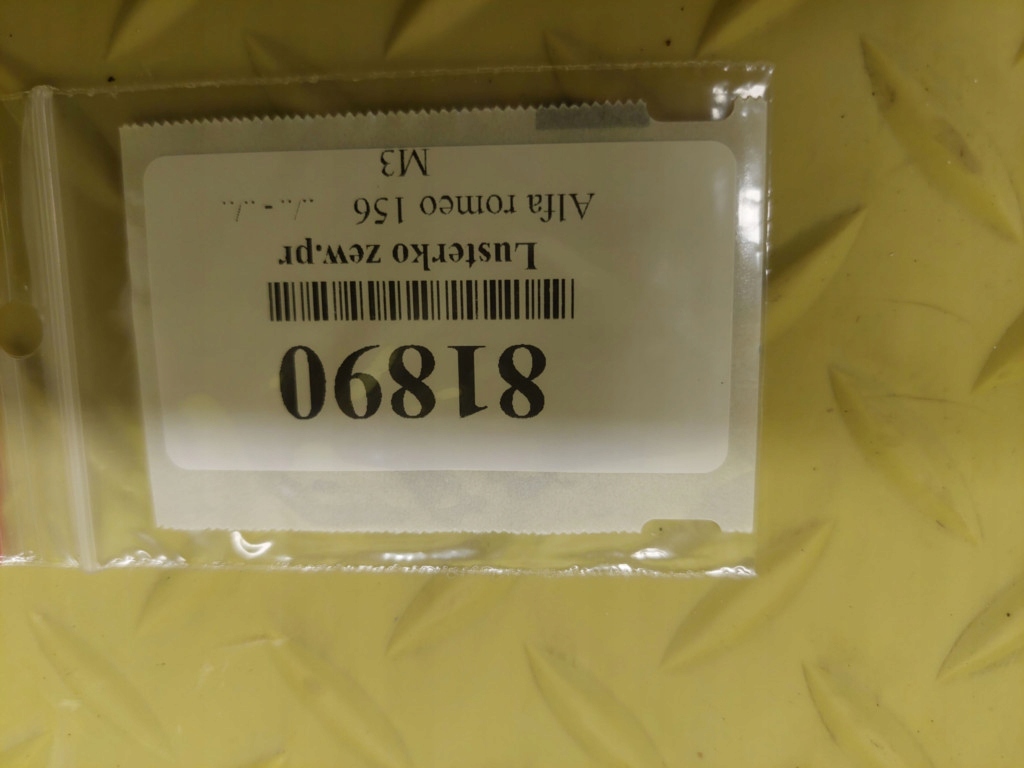 81890
Lusterko zew.pr
Alfa romeo 156 ../.. - ../..
M3